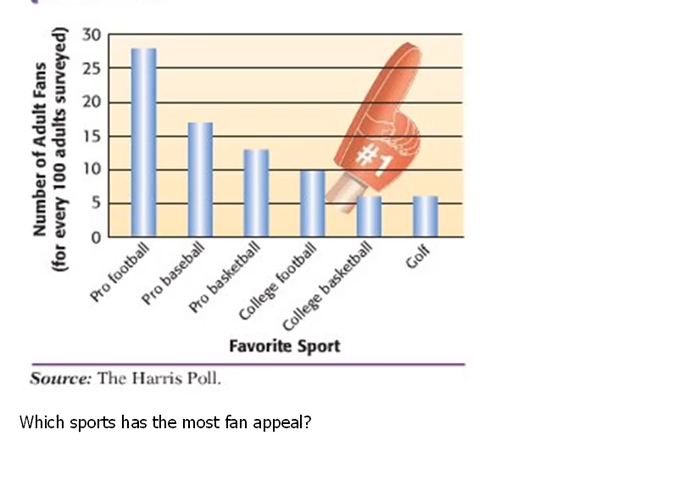 Number of Adult Fans
(for every 100 adults surveyed)
30
25
20
15
10
5
0
#1
Pro football
Pro baseball
Pro basketball
College football
College basketball
Golf
Favorite Sport
Source: The Harris Poll.
Which sports has the most fan appeal?